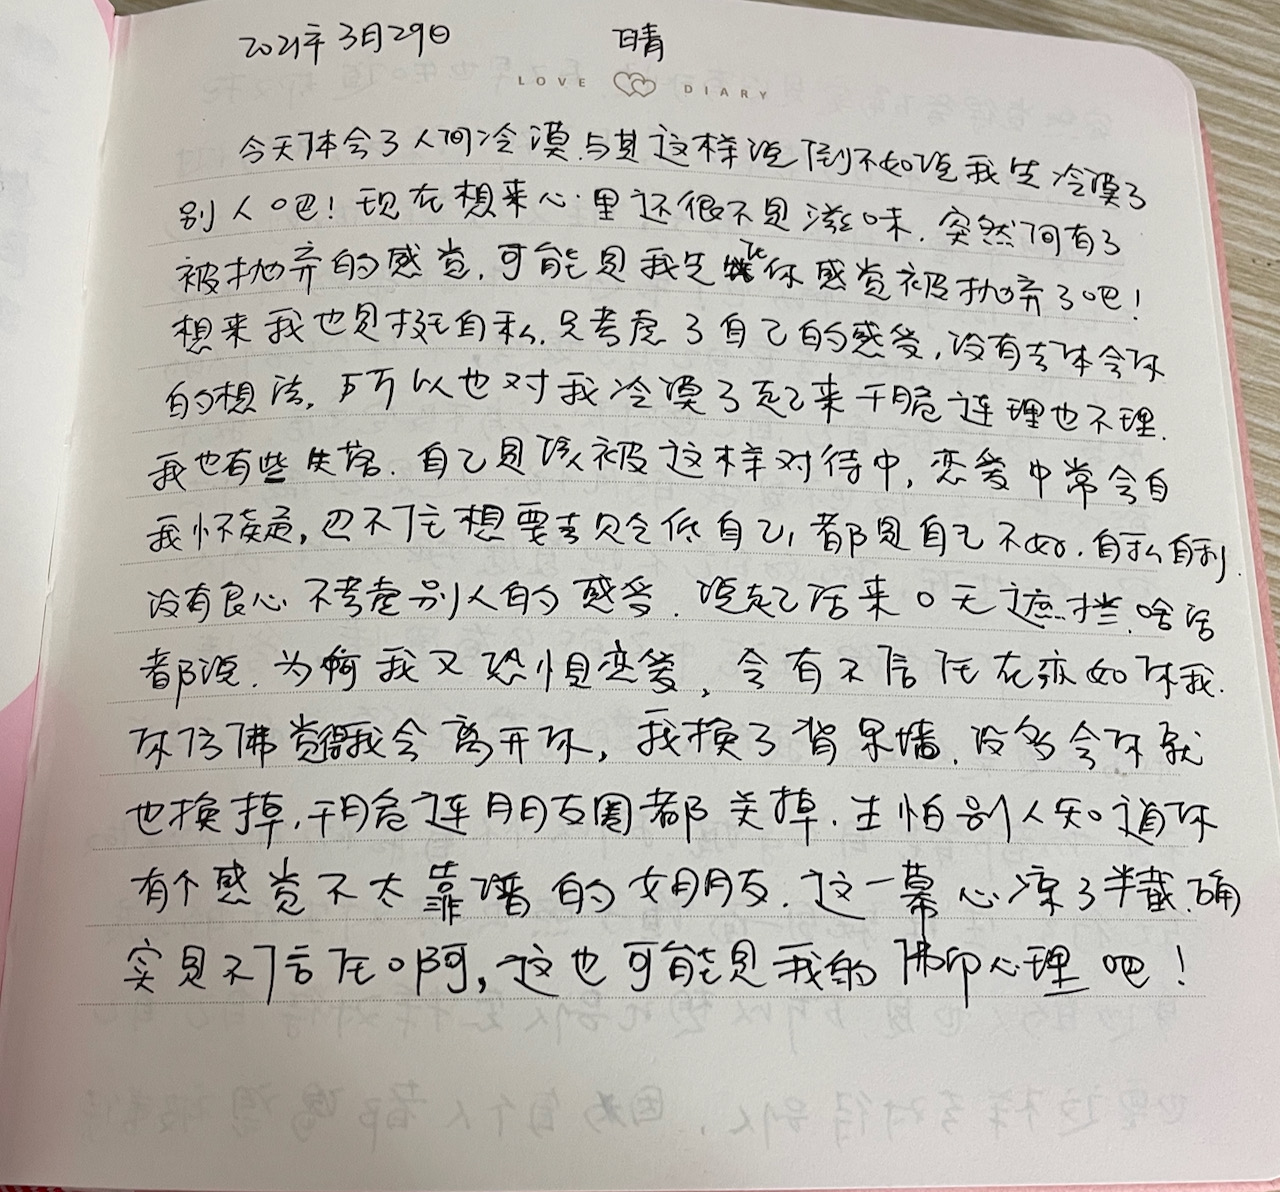 2021年3月29日 晴
LOVE DIARY
今天体会了人间冷漠.与其这样说倒不如说我先冷漠了
别人吧！现在想来心里还很不是滋味.突然间有了
被抛弃的感觉,可能是我先让你感觉被抛弃了吧！
想来我也是挺自私.只考虑了自己的感受,没有去体会你
的想法,所以也对我冷漠了起来干脆连理也不理.
我也有些失落.自己是该被这样对待中,恋爱中常会自
我怀疑,忍不住想要去贬低自己,都是自己不好.自私自利.
没有良心不考虑别人的感受.说起话来口无遮拦.啥话
都说.为啥我又恐惧恋爱,会有不信任在亦如你我.
你仿佛觉得我会离开你,我换了背景墙.没多会你就
也换掉,干脆连朋友圈都关掉.生怕别人知道你
有个感觉不太靠谱的女朋友.这一幕心凉了半截.确
实是不信任啊,这也可能是我的心理吧！